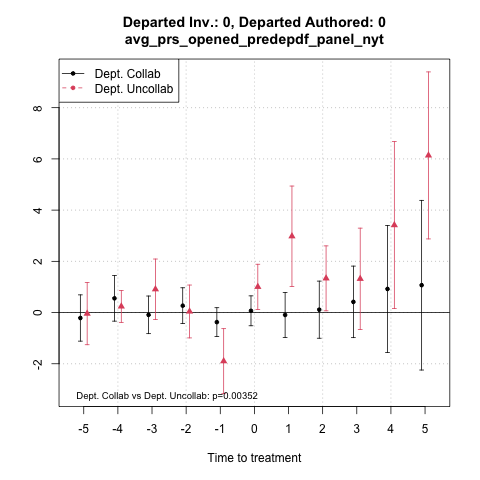 Departed Inv.: 0, Departed Authored: 0
avg_prs_opened_predepdf_panel_nyt
Dept. Collab
Dept. Uncollab
8
6
4
2
0
-2
Dept. Collab vs Dept. Uncollab: p=0.00352
-5 -4 -3 -2 -1 0 1 2 3 4 5
Time to treatment